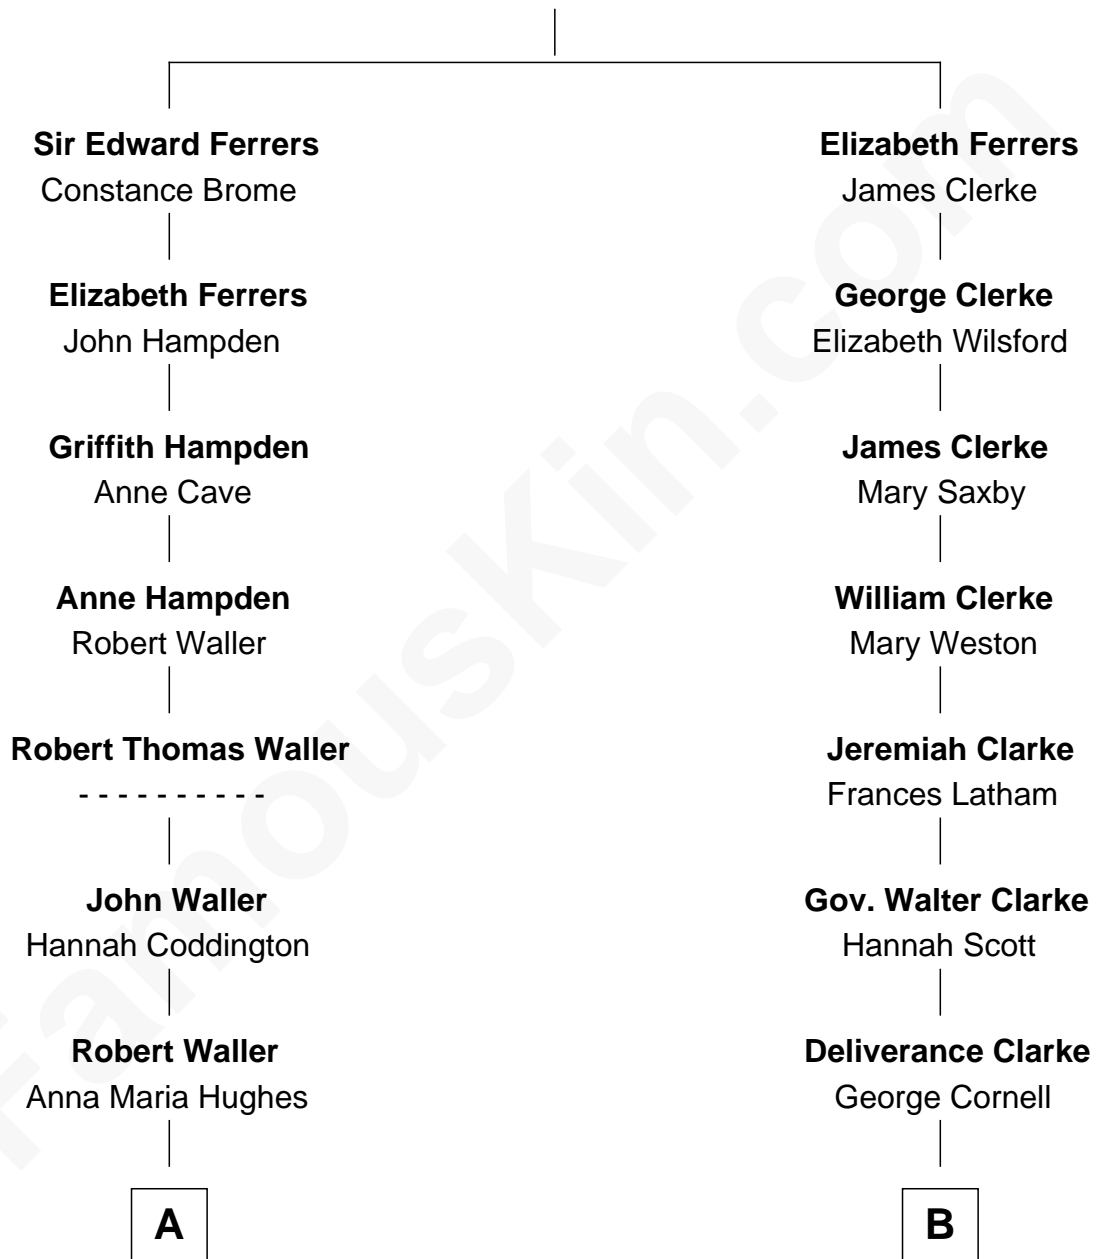 Sir Edward Ferrers
Constance Brome
Elizabeth Ferrers
John Hampden
Griffith Hampden
Anne Cave
Anne Hampden
Robert Waller
Robert Thomas Waller
- - - - - - - - - -
John Waller
Hannah Coddington
Robert Waller
Anna Maria Hughes
A
Elizabeth Ferrers
James Clerke
George Clerke
Elizabeth Wilsford
James Clerke
Mary Saxby
William Clerke
Mary Weston
Jeremiah Clarke
Frances Latham
Gov. Walter Clarke
Hannah Scott
Deliverance Clarke
George Cornell
B
FamousKin.com